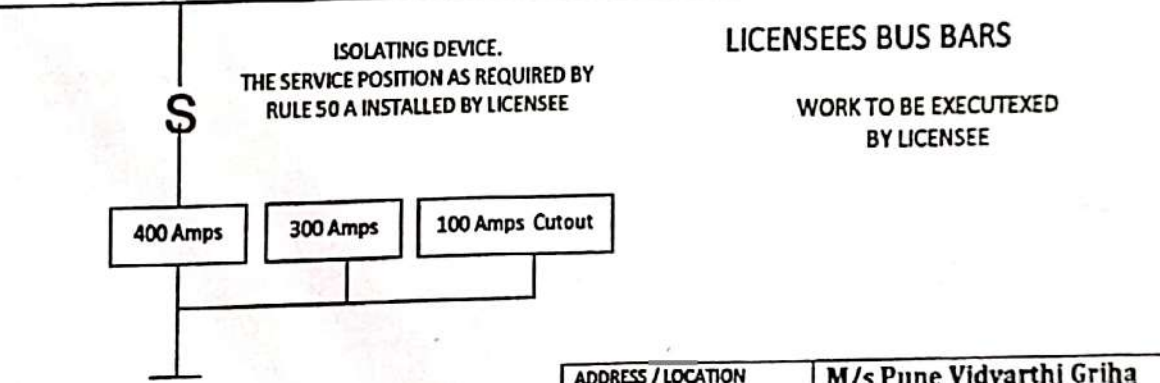 ISOLATING DEVICE.
THE SERVICE POSITION AS REQUIRED BY
RULE 50 A INSTALLED BY LICENSEE
LICENSEES BUS BARS
WORK TO BE EXECUTEXED
BY LICENSEE
S
400 Amps
300 Amps
100 Amps Cutout
ADDRESS / LOCATION
M/s Pune Vidyarthi Griha